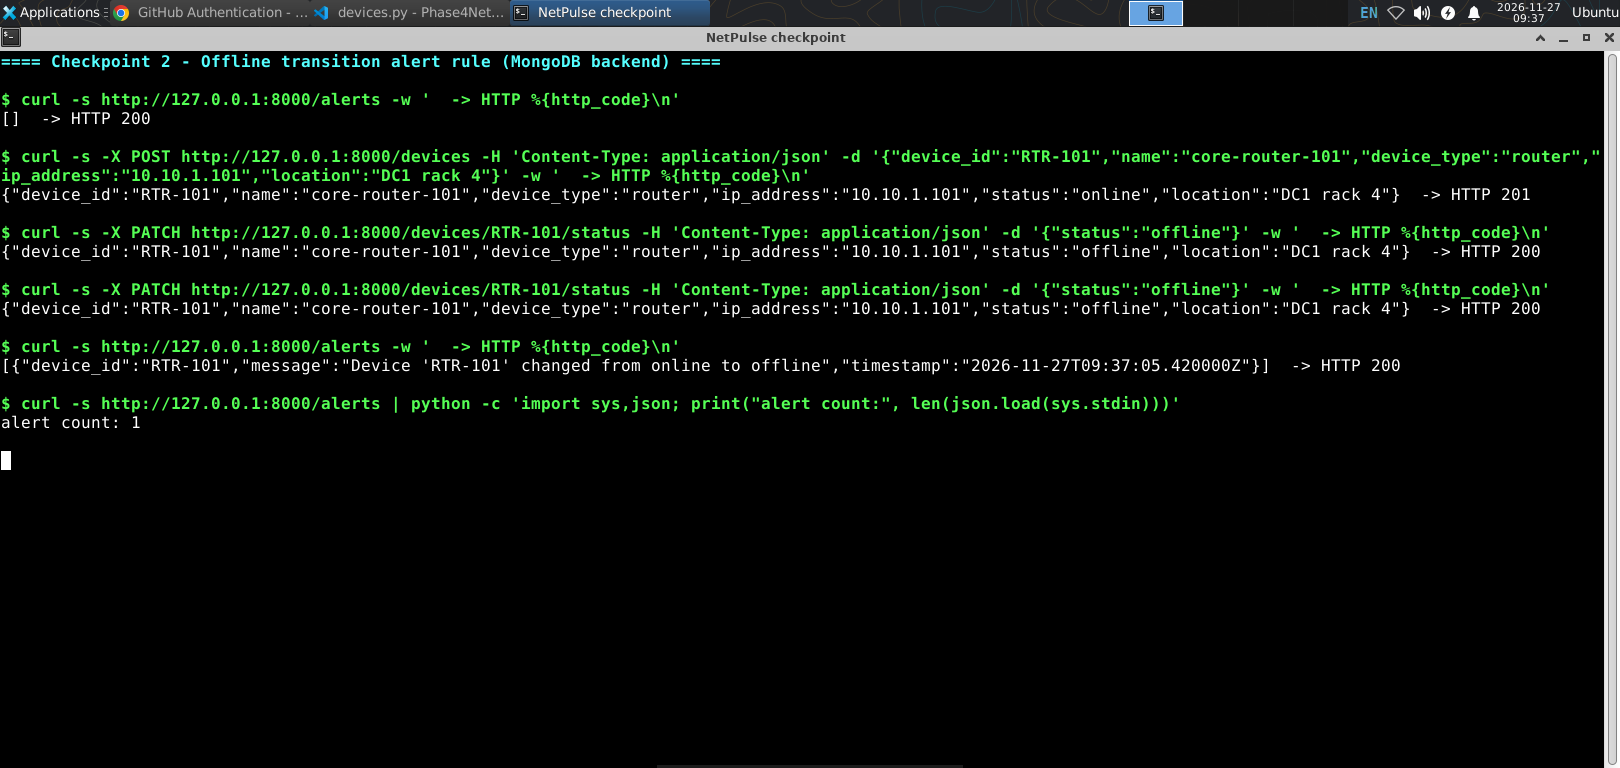 Applications
GitHub Authentication - ...
devices.py - Phase4Net...
NetPulse checkpoint
EN
2026-11-27
09:37
Ubuntu
NetPulse checkpoint
==== Checkpoint 2 - Offline transition alert rule (MongoDB backend) ====
$ curl -s http://127.0.0.1:8000/alerts -w '  -> HTTP %{http_code}\n'
[]  -> HTTP 200
$ curl -s -X POST http://127.0.0.1:8000/devices -H 'Content-Type: application/json' -d '{"device_id":"RTR-101","name":"core-router-101","device_type":"router","
ip_address":"10.10.1.101","location":"DC1 rack 4"}' -w '  -> HTTP %{http_code}\n'
{"device_id":"RTR-101","name":"core-router-101","device_type":"router","ip_address":"10.10.1.101","status":"online","location":"DC1 rack 4"}  -> HTTP 201
$ curl -s -X PATCH http://127.0.0.1:8000/devices/RTR-101/status -H 'Content-Type: application/json' -d '{"status":"offline"}' -w '  -> HTTP %{http_code}\n'
{"device_id":"RTR-101","name":"core-router-101","device_type":"router","ip_address":"10.10.1.101","status":"offline","location":"DC1 rack 4"}  -> HTTP 200
$ curl -s -X PATCH http://127.0.0.1:8000/devices/RTR-101/status -H 'Content-Type: application/json' -d '{"status":"offline"}' -w '  -> HTTP %{http_code}\n'
{"device_id":"RTR-101","name":"core-router-101","device_type":"router","ip_address":"10.10.1.101","status":"offline","location":"DC1 rack 4"}  -> HTTP 200
$ curl -s http://127.0.0.1:8000/alerts -w '  -> HTTP %{http_code}\n'
[{"device_id":"RTR-101","message":"Device 'RTR-101' changed from online to offline","timestamp":"2026-11-27T09:37:05.420000Z"}]  -> HTTP 200
$ curl -s http://127.0.0.1:8000/alerts | python -c 'import sys,json; print("alert count:", len(json.load(sys.stdin)))'
alert count: 1